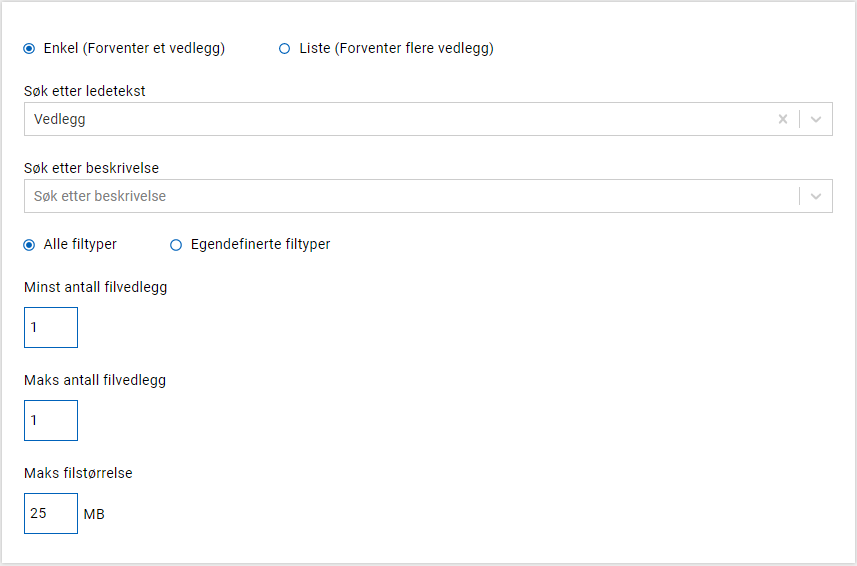 Enkel (Forventer et vedlegg) Liste (Forventer flere vedlegg)
Søk etter ledetekst
Vedlegg
Søk etter beskrivelse
Søk etter beskrivelse
Alle filtyper Egendefinerte filtyper
Minst antall filvedlegg
1
Maks antall filvedlegg
1
Maks filstørrelse
25 MB